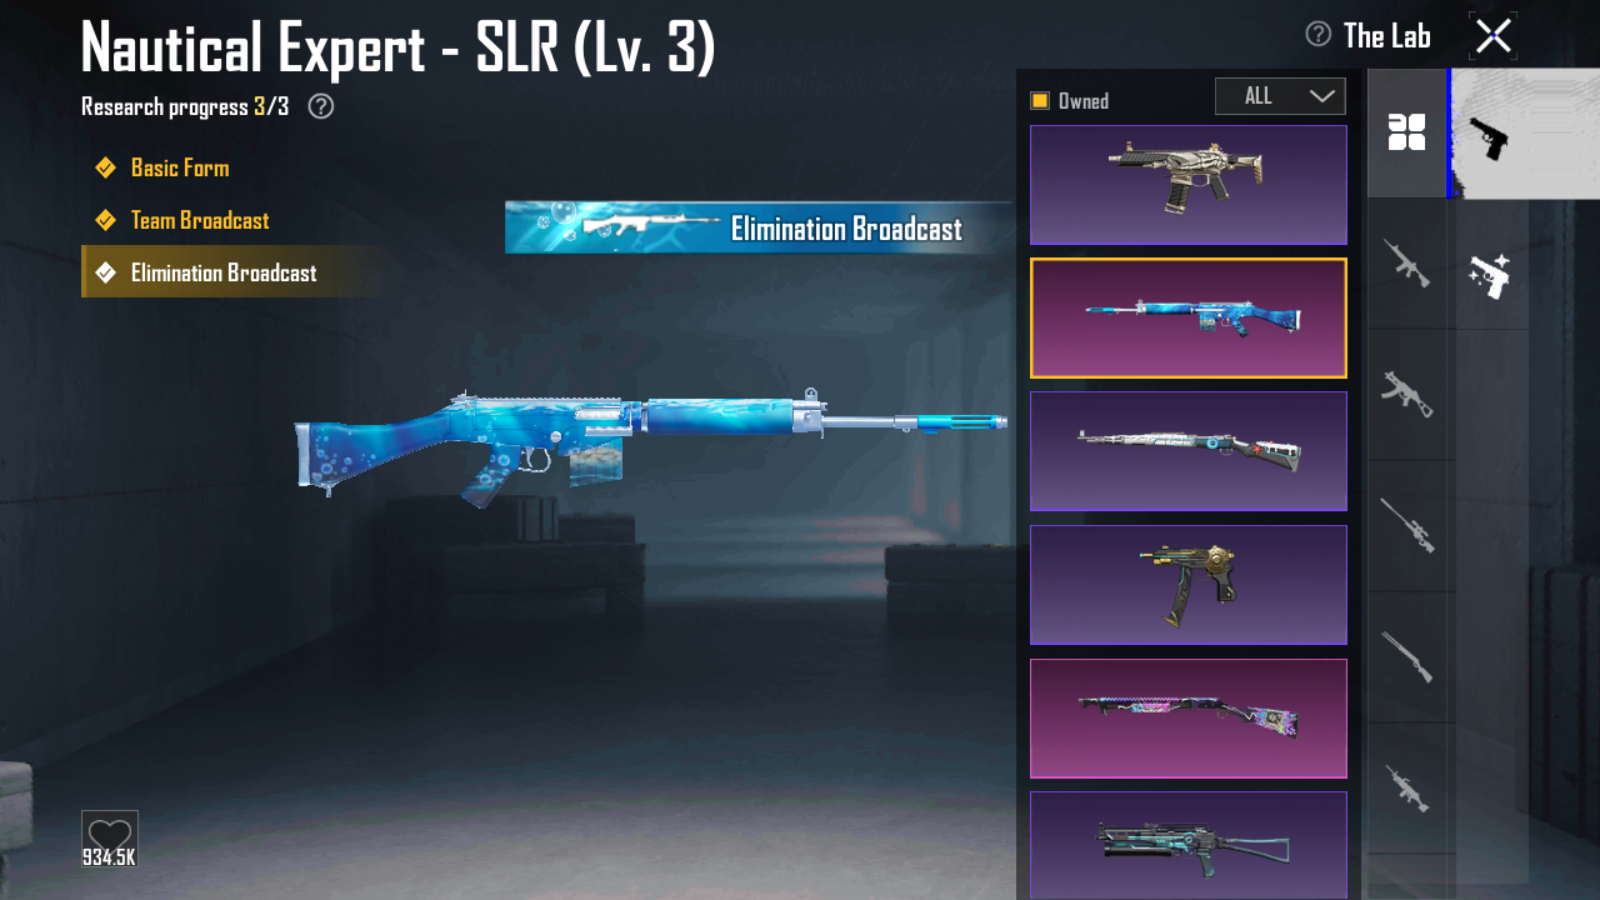 Nautical Expert - SLR (Lv. 3)
The Lab
Research progress 3/3
Owned
ALL
Basic Form
Team Broadcast
Elimination Broadcast
Elimination Broadcast
934.5K